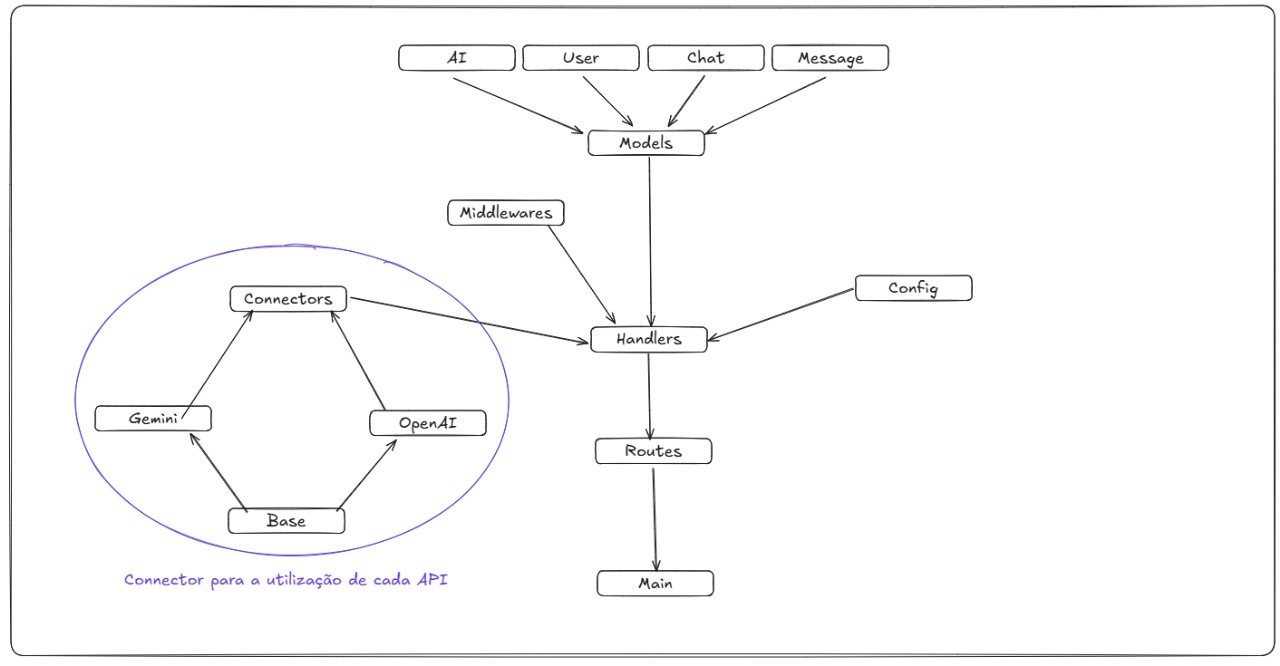 AI
User
Chat
Message
Models
Middlewares
Connectors
Config
Handlers
Gemini
OpenAI
Routes
Base
Connector para a utilização de cada API
Main